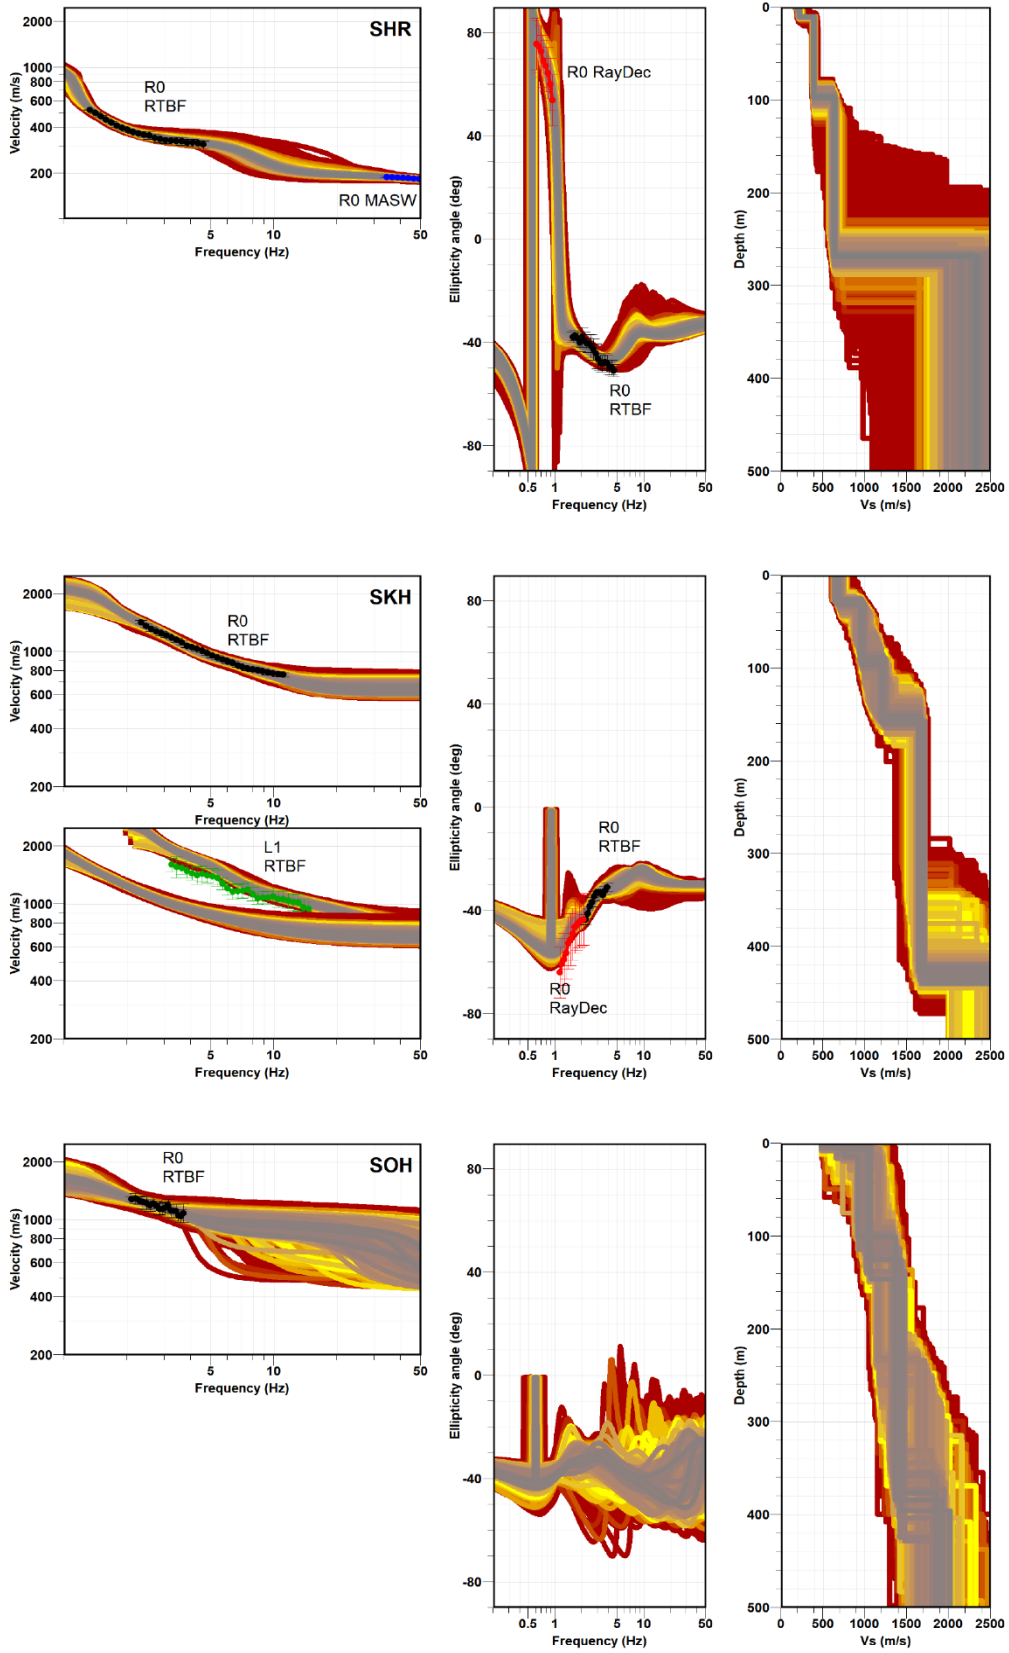 SHR
2000
1000
800
600
400
200
Velocity (m/s)
R0
RTBF
R0 MASW
5
10
50
Frequency (Hz)
80
40
0
-40
-80
Ellipticity angle (deg)
R0 RayDec
R0
RTBF
0.5
1
5
10
50
Frequency (Hz)
0
100
200
300
400
500
Depth (m)
0
500
1000
1500
2000
2500
Vs (m/s)
SKH
2000
1000
800
600
400
200
Velocity (m/s)
R0
RTBF
5
10
50
Frequency (Hz)
2000
1000
800
600
400
200
Velocity (m/s)
L1
RTBF
5
10
50
Frequency (Hz)
80
40
0
-40
-80
Ellipticity angle (deg)
R0
RTBF
R0
RayDec
0.5
1
5
10
50
Frequency (Hz)
0
100
200
300
400
500
Depth (m)
0
500
1000
1500
2000
2500
Vs (m/s)
SOH
2000
1000
800
600
400
200
Velocity (m/s)
R0
RTBF
5
10
50
Frequency (Hz)
80
40
0
-40
-80
Ellipticity angle (deg)
0.5
1
5
10
50
Frequency (Hz)
0
100
200
300
400
500
Depth (m)
0
500
1000
1500
2000
2500
Vs (m/s)